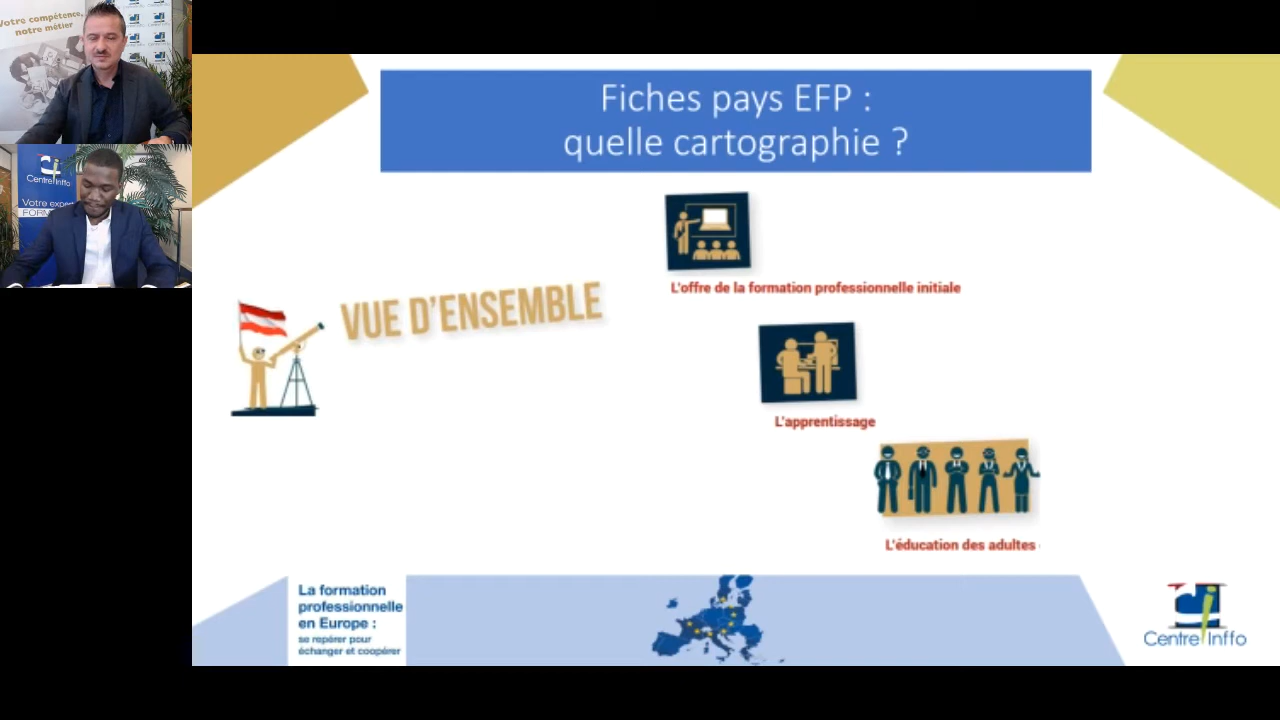 Votre compétence,
notre métier
Centre Inffo
Votre exper
FORM
Fiches pays EFP :
quelle cartographie ?
VUE D'ENSEMBLE
L'offre de la formation professionnelle initiale
L'apprentissage
L'éducation des adultes
La formation
professionnelle
en Europe :
se repérer pour
échanger et coopérer
Centre Inffo